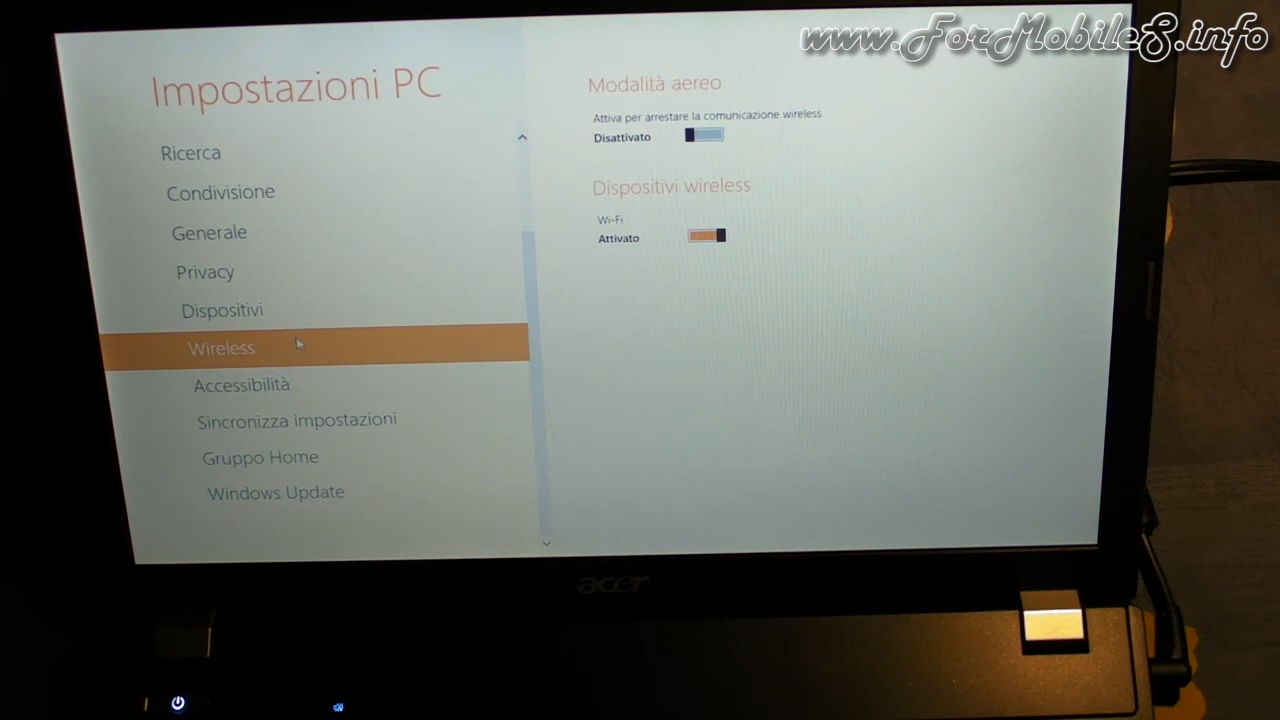 www.ForMobileS.info
Impostazioni PC
Ricerca
Condivisione
Generale
Privacy
Dispositivi
Wireless
Accessibilità
Sincronizza impostazioni
Gruppo Home
Windows Update
Modalità aereo
Attiva per arrestare la comunicazione wireless
Disattivato
Dispositivi wireless
Wi-Fi
Attivato
acer